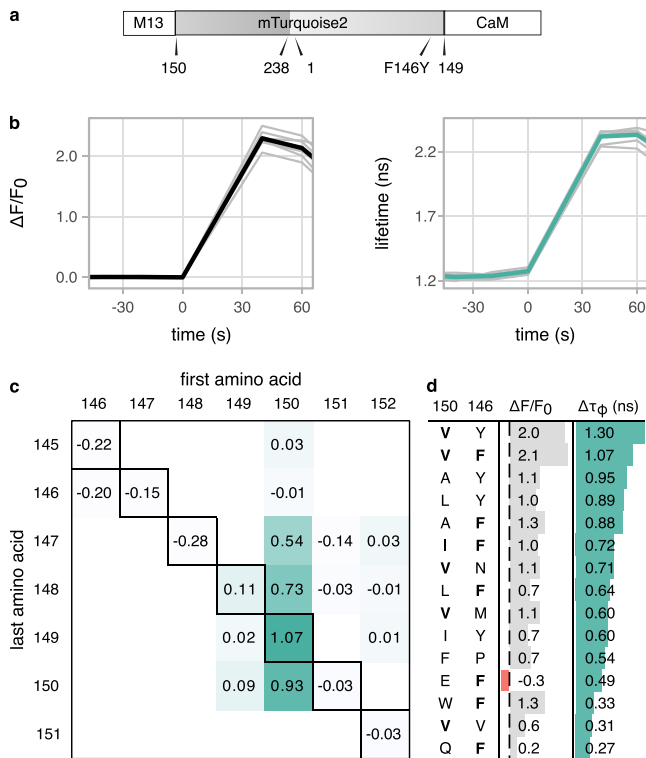 a
M13 mTurquoise2 CaM
150 238 1 F146Y 149
b
ΔF/F0
2.0
1.0
0.0
-30 0 30 60
time (s)
lifetime (ns)
2.2
1.7
1.2
-30 0 30 60
time (s)
c
first amino acid
146 147 148 149 150 151 152
last amino acid
145 -0.22 0.03
146 -0.20 -0.15 -0.01
147 -0.28 0.54 -0.14 0.03
148 0.11 0.73 -0.03 -0.01
149 0.02 1.07 0.01
150 0.09 0.93 -0.03
151 -0.03
d
150 146 ΔF/F0 Δτϕ (ns)
V Y 2.0 1.30
V F 2.1 1.07
A Y 1.1 0.95
L Y 1.0 0.89
A F 1.3 0.88
I F 1.0 0.72
V N 1.1 0.71
L F 0.7 0.64
V M 1.1 0.60
I Y 0.7 0.60
F P 0.7 0.54
E F -0.3 0.49
W F 1.3 0.33
V V 0.6 0.31
Q F 0.2 0.27